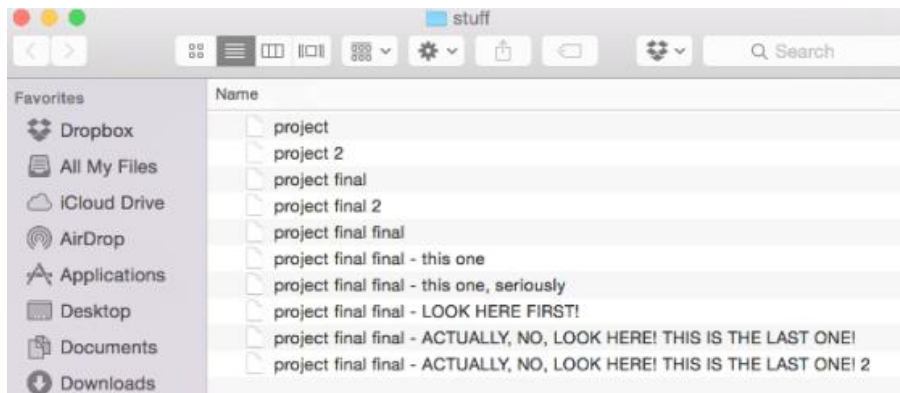 stuff
Search
Favorites
Dropbox
All My Files
iCloud Drive
AirDrop
Applications
Desktop
Documents
Downloads
Name
project
project 2
project final
project final 2
project final final
project final final - this one
project final final - this one, seriously
project final final - LOOK HERE FIRST!
project final final - ACTUALLY, NO, LOOK HERE! THIS IS THE LAST ONE!
project final final - ACTUALLY, NO, LOOK HERE! THIS IS THE LAST ONE! 2